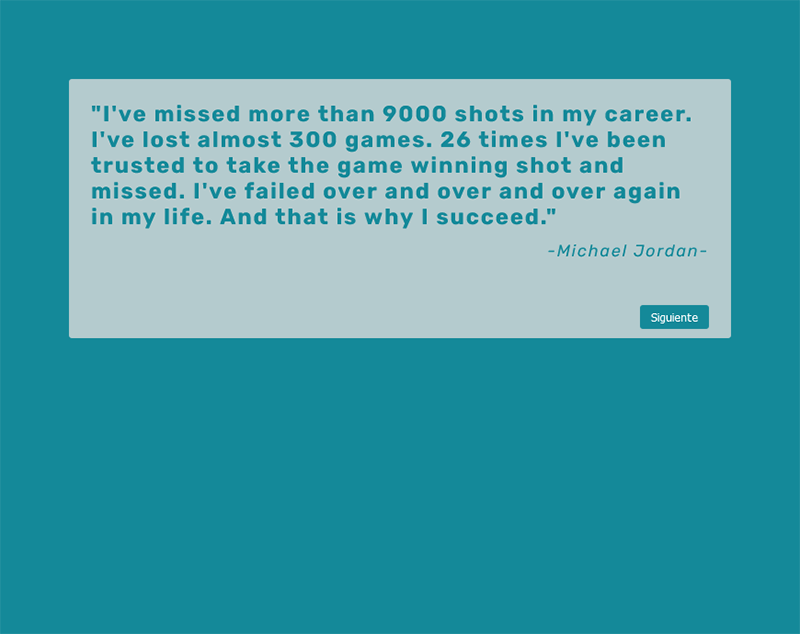 "I've missed more than 9000 shots in my career.
I've lost almost 300 games. 26 times I've been
trusted to take the game winning shot and
missed. I've failed over and over and over again
in my life. And that is why I succeed."
-Michael Jordan-
Siguiente